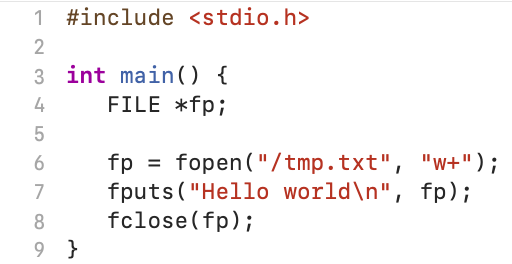 1 #include <stdio.h>
2
3 int main() {
4    FILE *fp;
5
6    fp = fopen("/tmp.txt", "w+");
7    fputs("Hello world\n", fp);
8    fclose(fp);
9 }